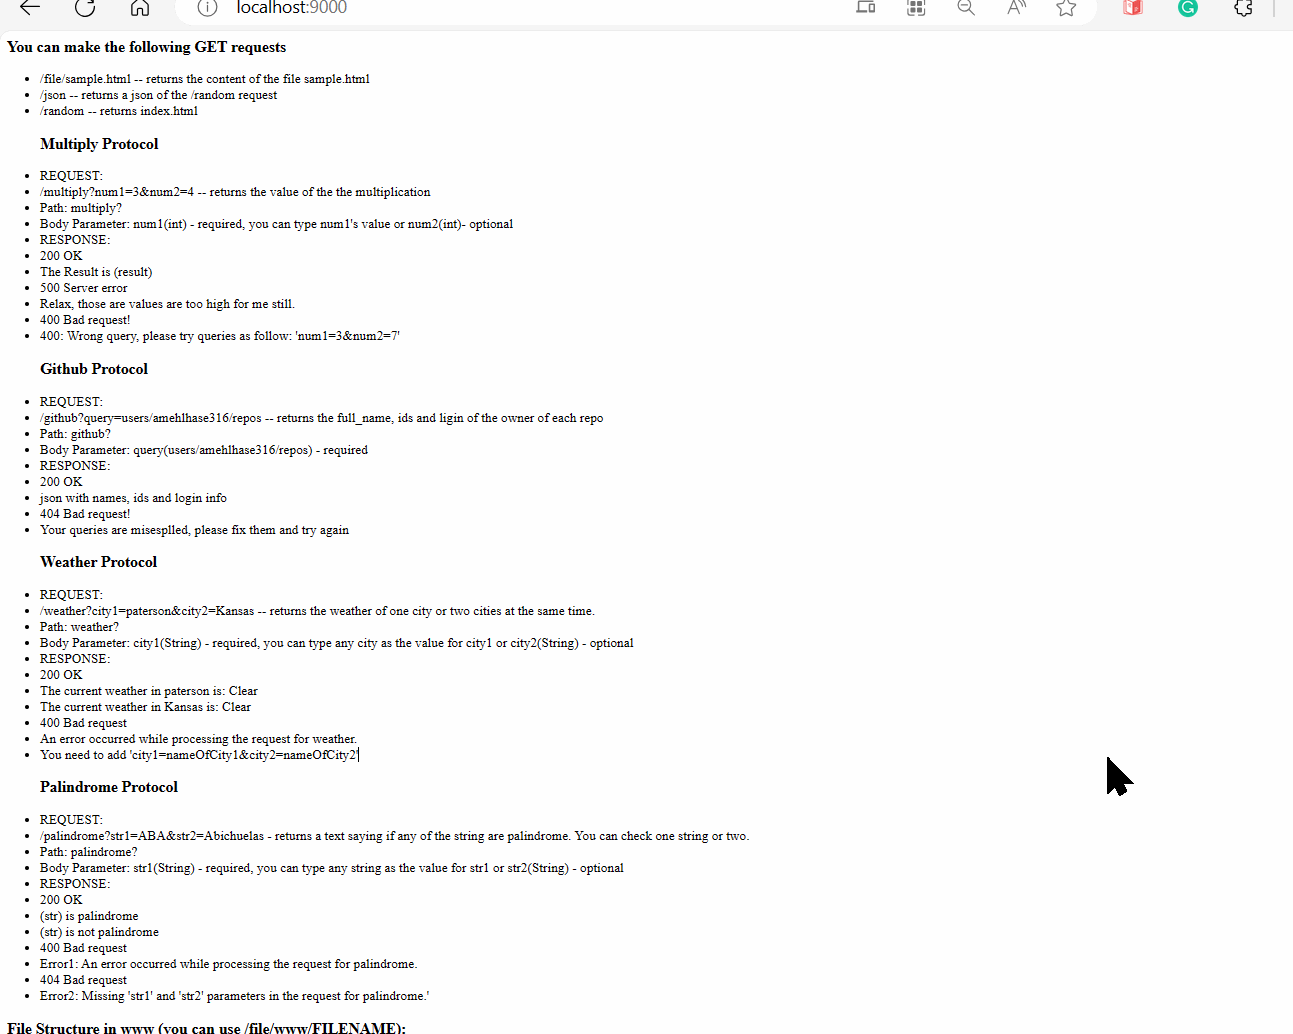 localhost:9000
You can make the following GET requests
/file/sample.html -- returns the content of the file sample.html
/json -- returns a json of the /random request
/random -- returns index.html
Multiply Protocol
REQUEST:
/multiply?num1=3&num2=4 -- returns the value of the the multiplication
Path: multiply?
Body Parameter: num1(int) - required, you can type num1's value or num2(int)- optional
RESPONSE:
200 OK
The Result is (result)
500 Server error
Relax, those are values are too high for me still.
400 Bad request!
400: Wrong query, please try queries as follow: 'num1=3&num2=7'
Github Protocol
REQUEST:
/github?query=users/amehlhase316/repos -- returns the full_name, ids and ligin of the owner of each repo
Path: github?
Body Parameter: query(users/amehlhase316/repos) - required
RESPONSE:
200 OK
json with names, ids and login info
404 Bad request!
Your queries are misesplled, please fix them and try again
Weather Protocol
REQUEST:
/weather?city1=paterson&city2=Kansas -- returns the weather of one city or two cities at the same time.
Path: weather?
Body Parameter: city1(String) - required, you can type any city as the value for city1 or city2(String) - optional
RESPONSE:
200 OK
The current weather in paterson is: Clear
The current weather in Kansas is: Clear
400 Bad request
An error occurred while processing the request for weather.
You need to add 'city1=nameOfCity1&city2=nameOfCity2'
Palindrome Protocol
REQUEST:
/palindrome?str1=ABA&str2=Abichuelas - returns a text saying if any of the string are palindrome. You can check one string or two.
Path: palindrome?
Body Parameter: str1(String) - required, you can type any string as the value for str1 or str2(String) - optional
RESPONSE:
200 OK
(str) is palindrome
(str) is not palindrome
400 Bad request
Error1: An error occurred while processing the request for palindrome.
404 Bad request
Error2: Missing 'str1' and 'str2' parameters in the request for palindrome.'
File Structure in www (you can use /file/www/FILENAME):